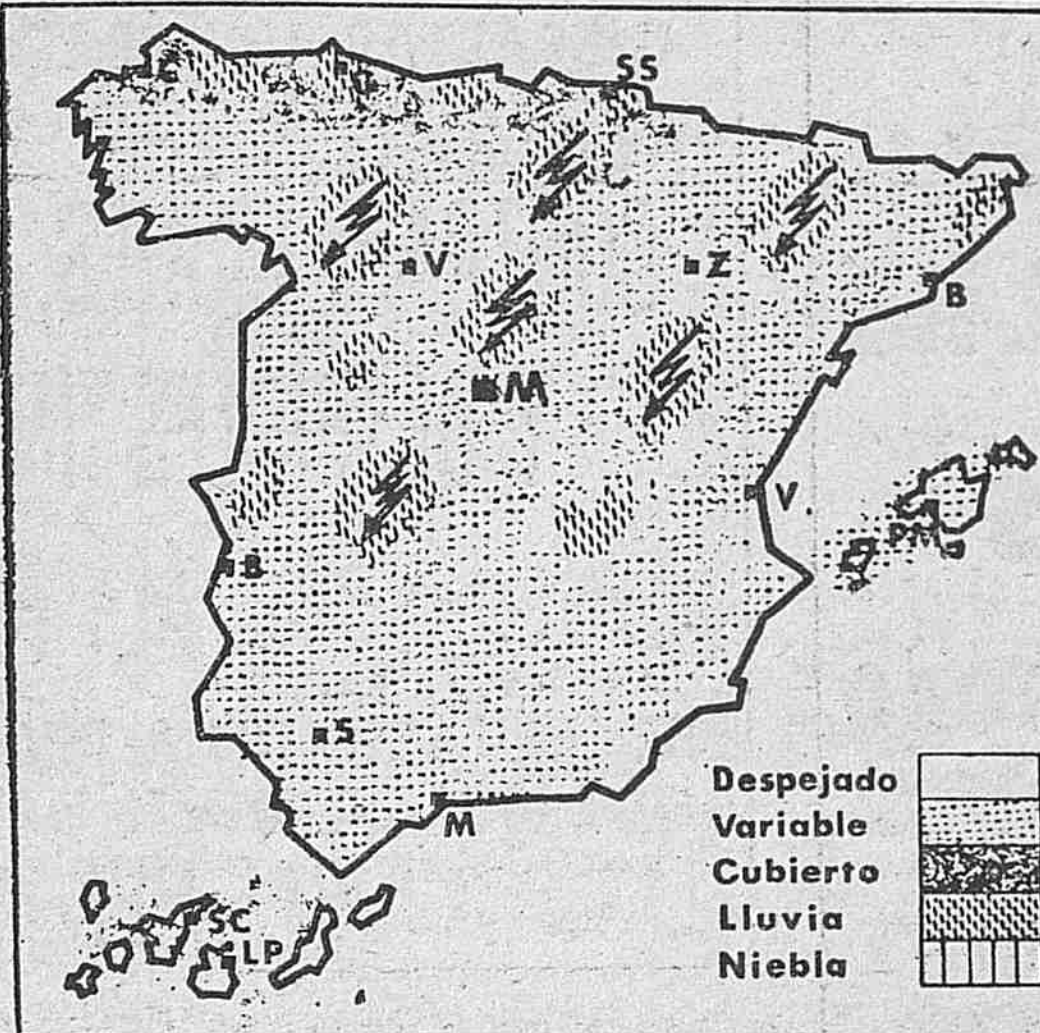 C
SS
V
Z
B
M
V
PM
B
S
M
SC
LP
Despejado
Variable
Cubierto
Lluvia
Niebla